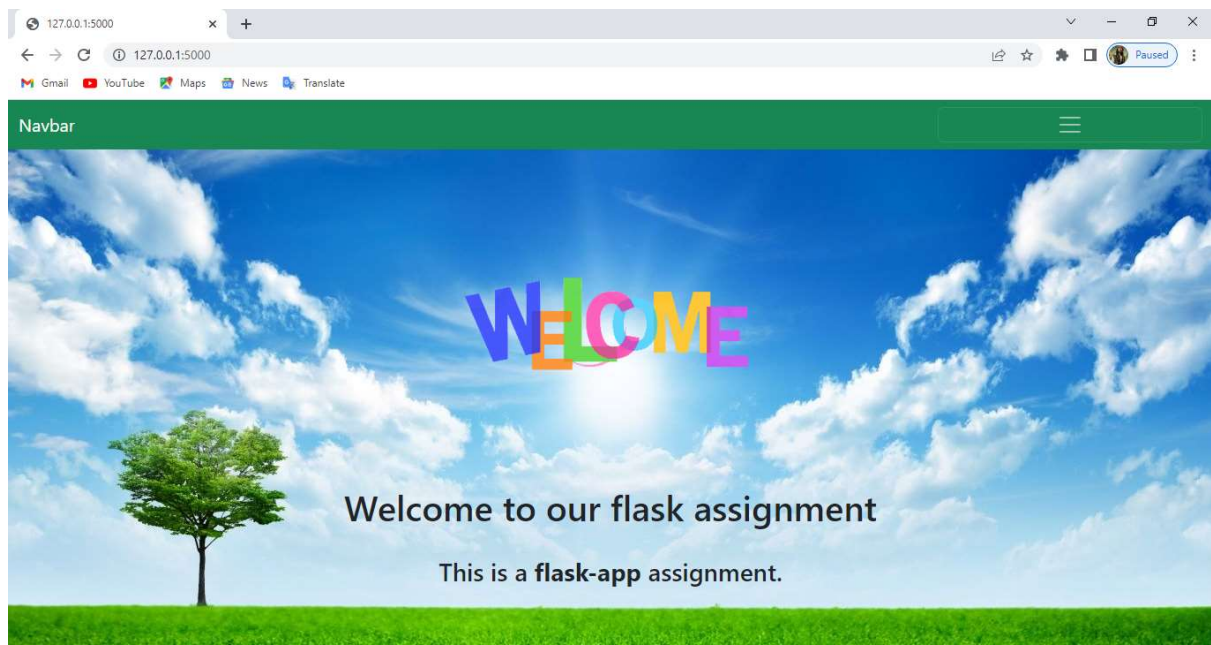 127.0.0.1:5000
127.0.0.1:5000
Paused
Gmail YouTube Maps News Translate
Navbar
WELCOME
Welcome to our flask assignment
This is a flask-app assignment.